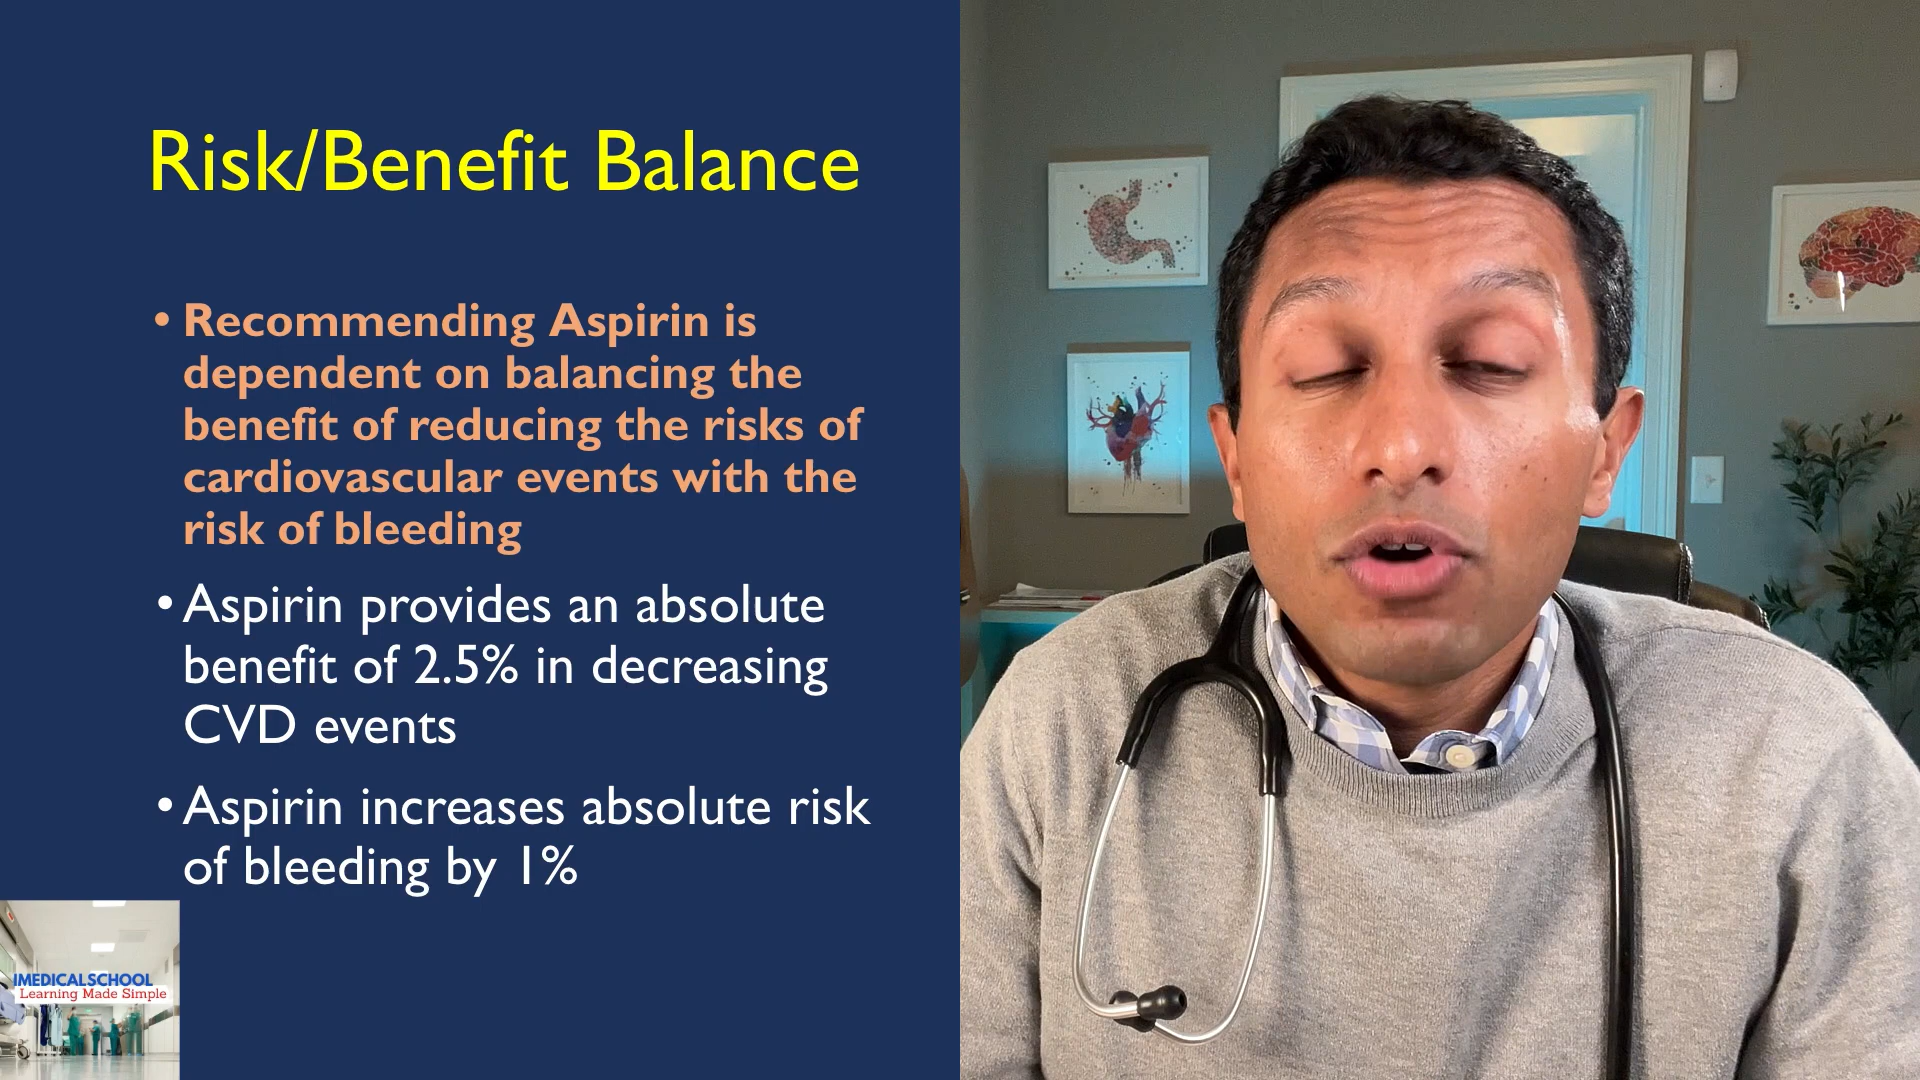 Risk/Benefit Balance
• Recommending Aspirin is
dependent on balancing the
benefit of reducing the risks of
cardiovascular events with the
risk of bleeding
• Aspirin provides an absolute
benefit of 2.5% in decreasing
CVD events
• Aspirin increases absolute risk
of bleeding by 1%
IMEDICALSCHOOL
Learning Made Simple